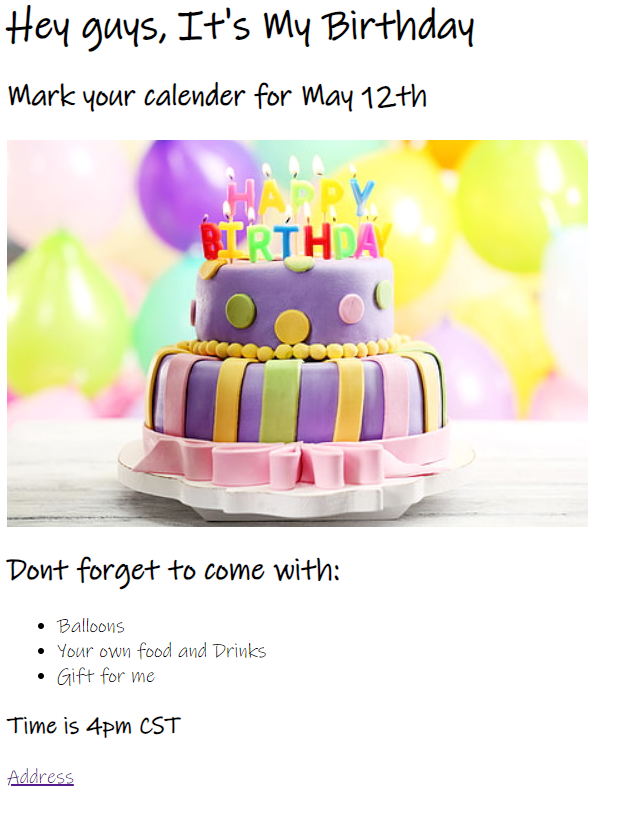 Hey guys, It's My Birthday
Mark your calender for May 12th
HAPPY
BIRTHDAY
Dont forget to come with:
Balloons
Your own food and Drinks
Gift for me
Time is 4pm CST
Address